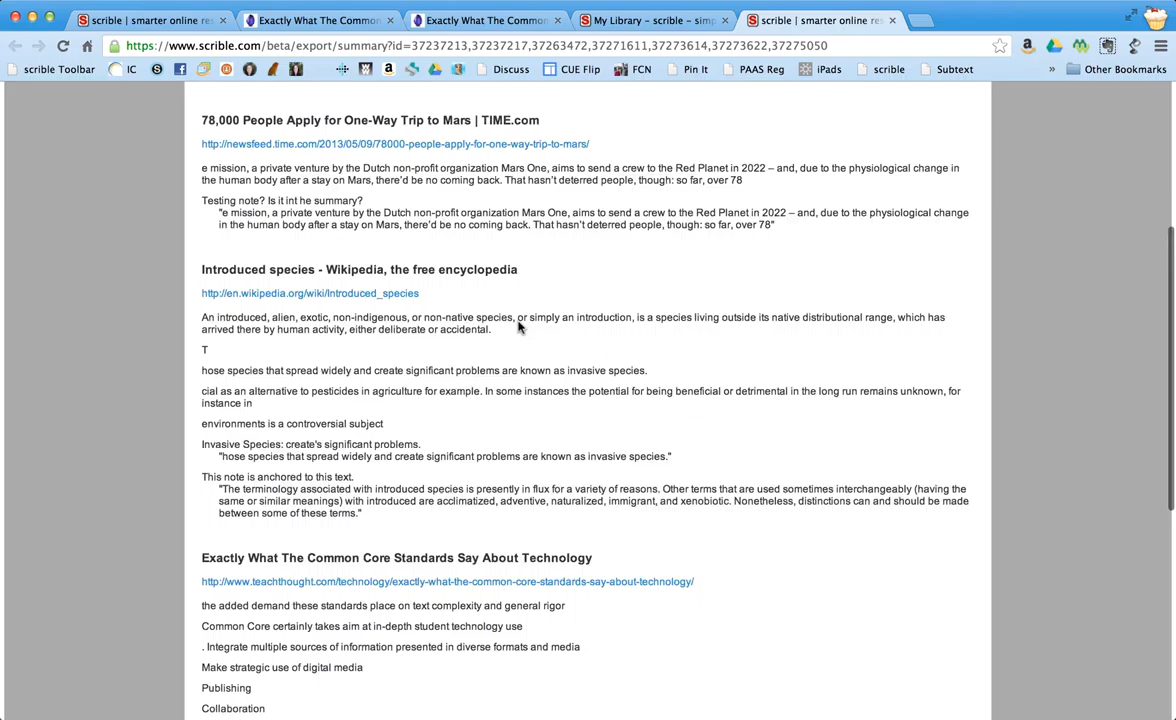 scrible | smarter online res
Exactly What The Common
Exactly What The Common
My Library – scrible – simp
scrible | smarter online res
https://www.scrible.com/beta/export/summary?id=37237213,37237217,37263472,37271611,37273614,37273622,37275050
scrible Toolbar IC Discuss CUE Flip FCN Pin It PAAS Reg iPads scrible Subtext » Other Bookmarks
78,000 People Apply for One-Way Trip to Mars | TIME.com
http://newsfeed.time.com/2013/05/09/78000-people-apply-for-one-way-trip-to-mars/
e mission, a private venture by the Dutch non-profit organization Mars One, aims to send a crew to the Red Planet in 2022 – and, due to the physiological change in
the human body after a stay on Mars, there'd be no coming back. That hasn't deterred people, though: so far, over 78
Testing note? Is it int he summary?
"e mission, a private venture by the Dutch non-profit organization Mars One, aims to send a crew to the Red Planet in 2022 – and, due to the physiological change
in the human body after a stay on Mars, there'd be no coming back. That hasn't deterred people, though: so far, over 78"
Introduced species - Wikipedia, the free encyclopedia
http://en.wikipedia.org/wiki/Introduced_species
An introduced, alien, exotic, non-indigenous, or non-native species, or simply an introduction, is a species living outside its native distributional range, which has
arrived there by human activity, either deliberate or accidental.
T
hose species that spread widely and create significant problems are known as invasive species.
cial as an alternative to pesticides in agriculture for example. In some instances the potential for being beneficial or detrimental in the long run remains unknown, for
instance in
environments is a controversial subject
Invasive Species: create's significant problems.
"hose species that spread widely and create significant problems are known as invasive species."
This note is anchored to this text.
"The terminology associated with introduced species is presently in flux for a variety of reasons. Other terms that are used sometimes interchangeably (having the
same or similar meanings) with introduced are acclimatized, adventive, naturalized, immigrant, and xenobiotic. Nonetheless, distinctions can and should be made
between some of these terms."
Exactly What The Common Core Standards Say About Technology
http://www.teachthought.com/technology/exactly-what-the-common-core-standards-say-about-technology/
the added demand these standards place on text complexity and general rigor
Common Core certainly takes aim at in-depth student technology use
. Integrate multiple sources of information presented in diverse formats and media
Make strategic use of digital media
Publishing
Collaboration